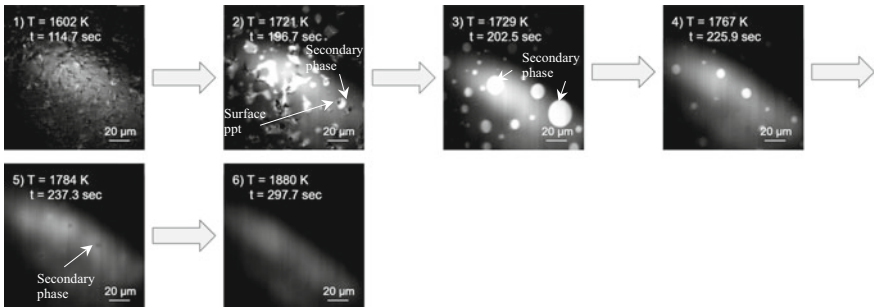 1) T = 1602 K
t = 114.7 sec
20 µm
2) T = 1721 K
t = 196.7 sec
Secondary
phase
Surface
ppt
20 µm
3) T = 1729 K
t = 202.5 sec
Secondary
phase
20 µm
4) T = 1767 K
t = 225.9 sec
20 µm
5) T = 1784 K
t = 237.3 sec
Secondary
phase
20 µm
6) T = 1880 K
t = 297.7 sec
20 µm